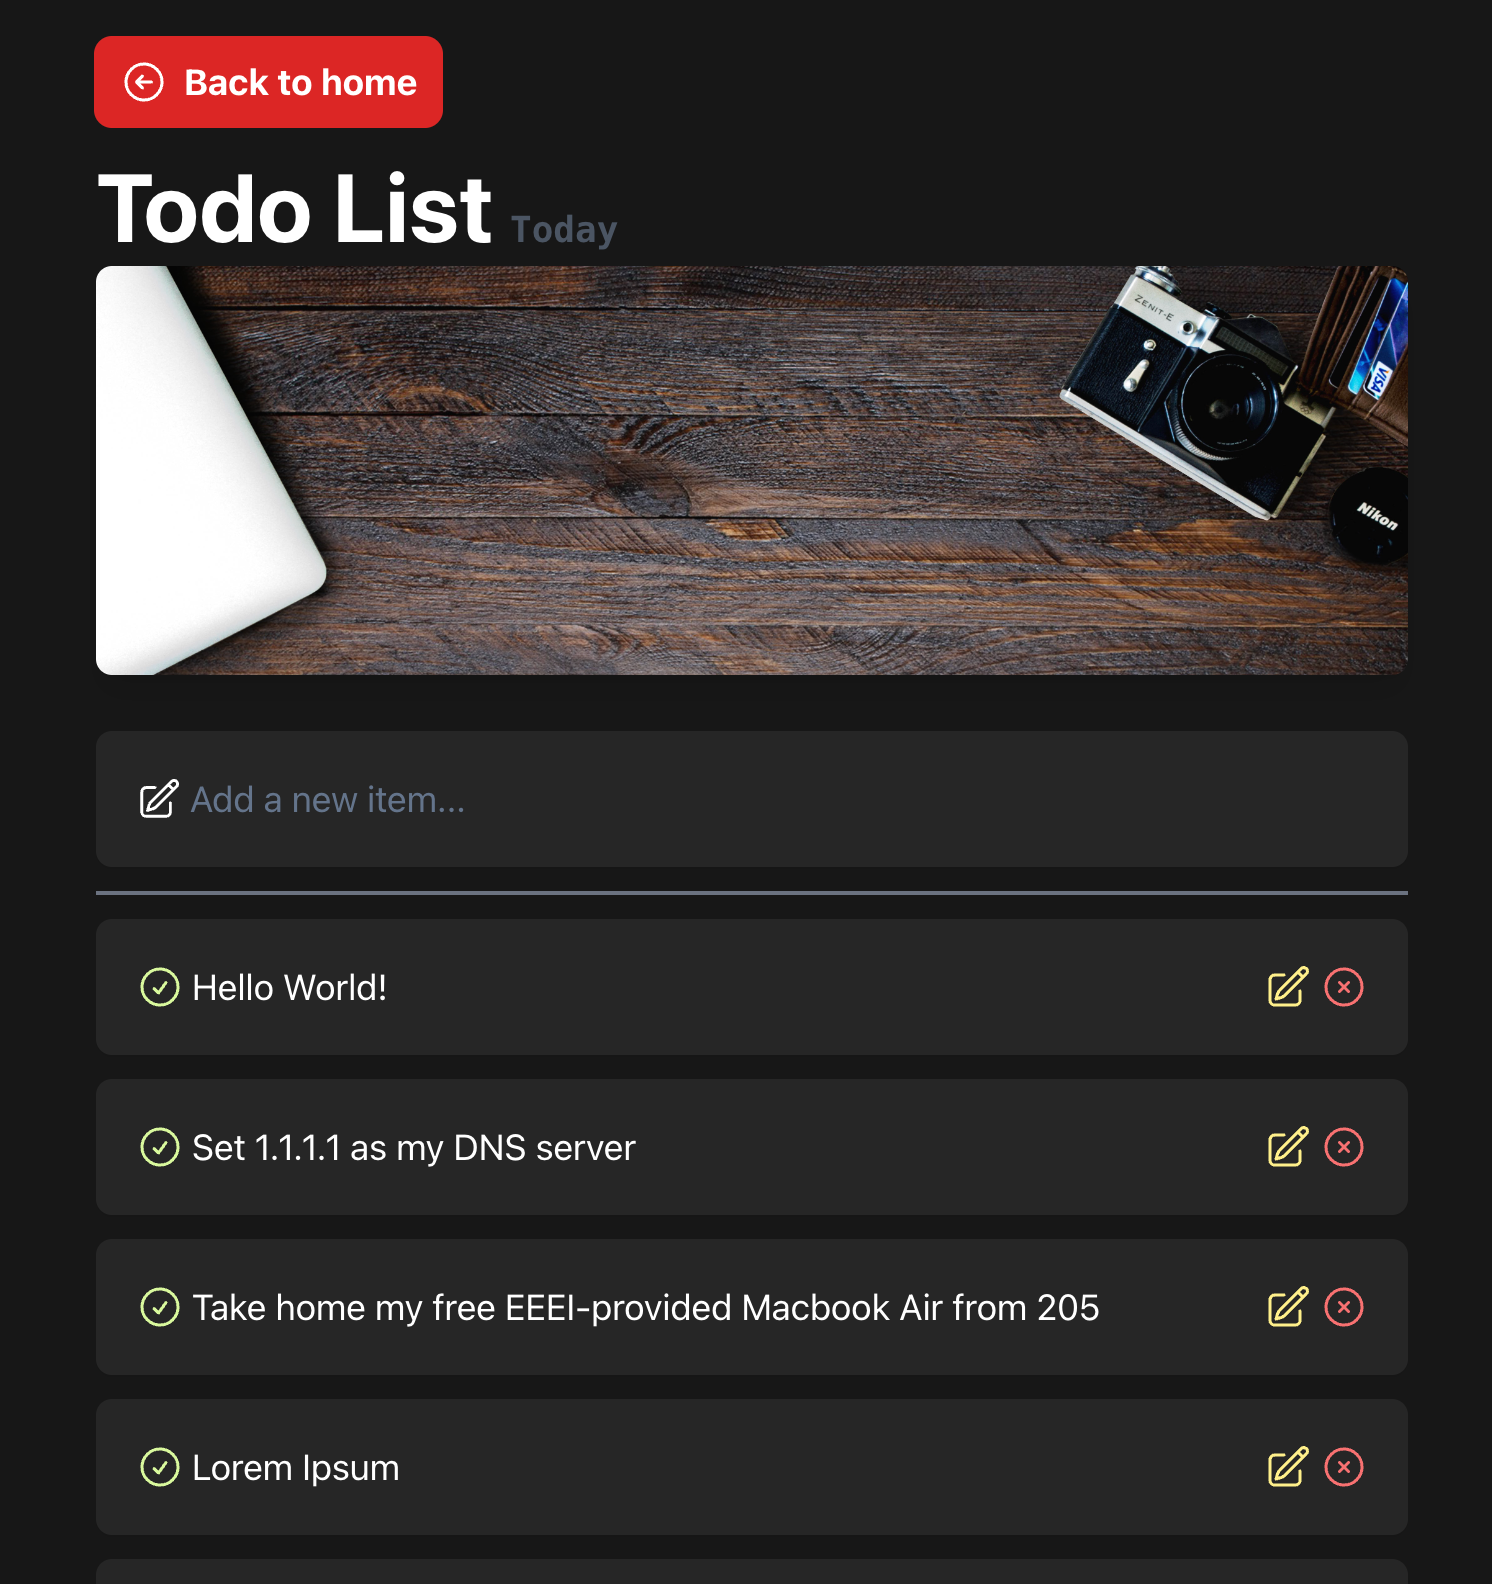 Back to home
Todo List Today
ZENIT-E
VISA
Nikon
Add a new item...
Hello World!
Set 1.1.1.1 as my DNS server
Take home my free EEEI-provided Macbook Air from 205
Lorem Ipsum